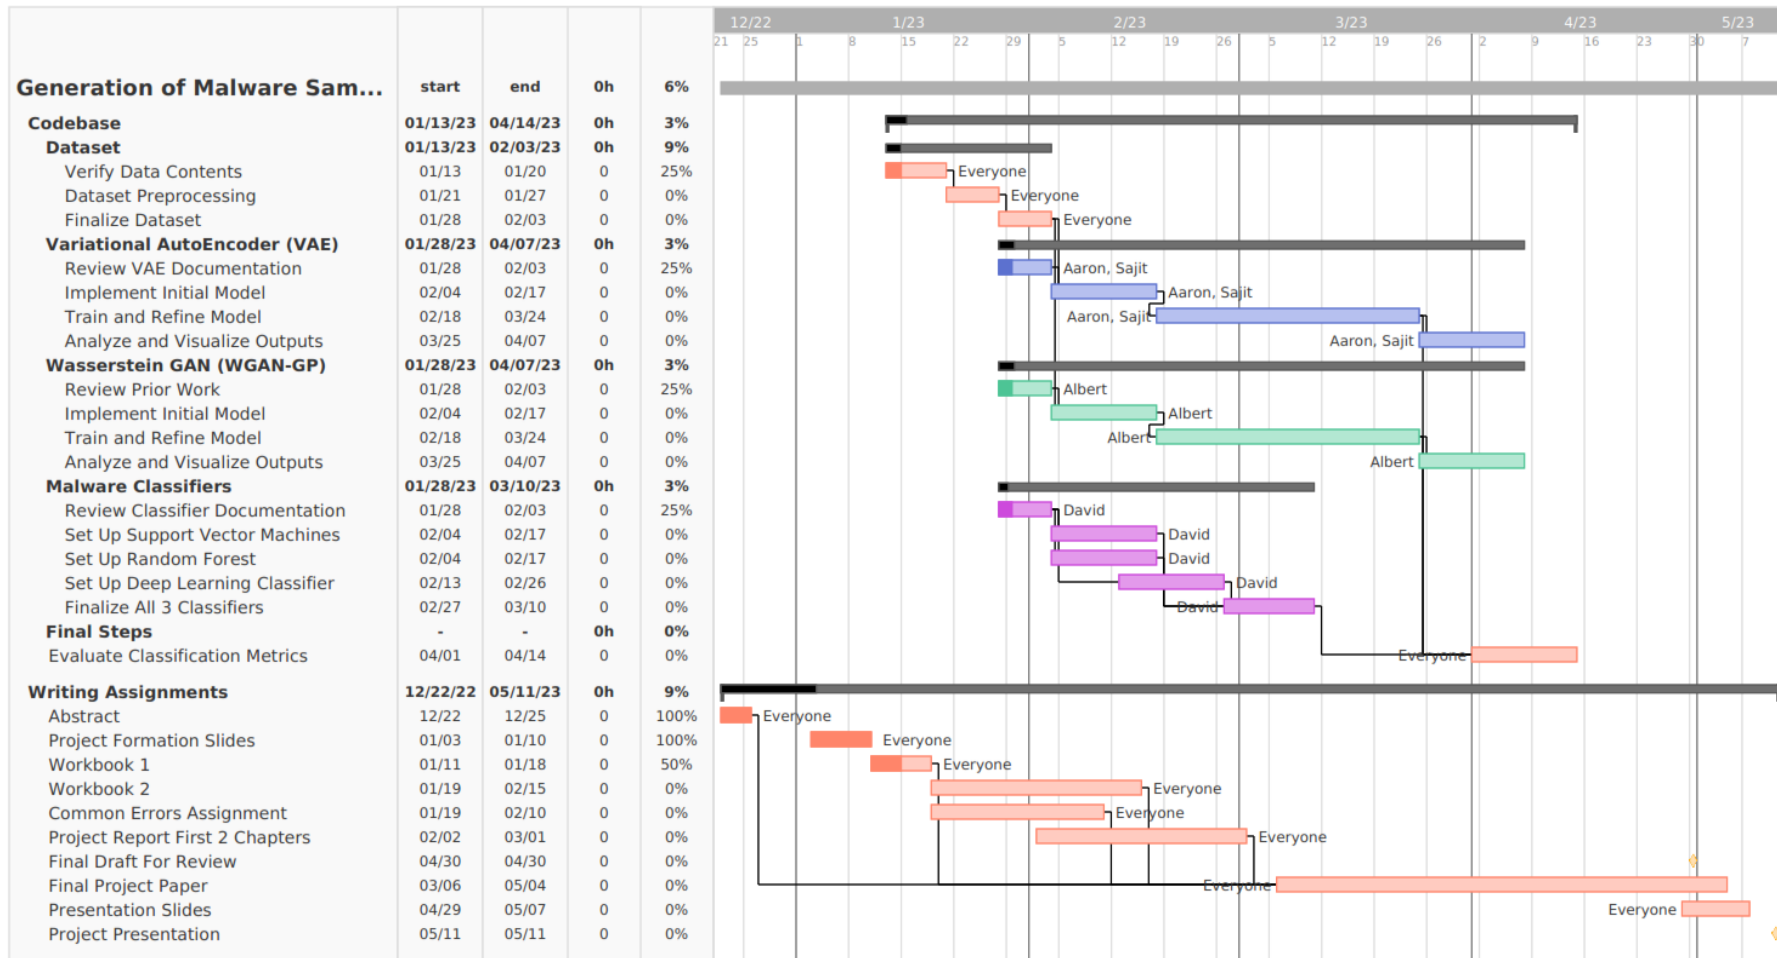 12/22 1/23 2/23 3/23 4/23 5/23
21 25 1 8 15 22 29 5 12 19 26 5 12 19 26 2 9 16 23 30 7
Generation of Malware Sam... start end 0h 6%
Codebase 01/13/23 04/14/23 0h 3%
Dataset 01/13/23 02/03/23 0h 9%
Verify Data Contents 01/13 01/20 0 25% Everyone
Dataset Preprocessing 01/21 01/27 0 0% Everyone
Finalize Dataset 01/28 02/03 0 0% Everyone
Variational AutoEncoder (VAE) 01/28/23 04/07/23 0h 3%
Review VAE Documentation 01/28 02/03 0 25% Aaron, Sajit
Implement Initial Model 02/04 02/17 0 0% Aaron, Sajit
Train and Refine Model 02/18 03/24 0 0% Aaron, Sajit
Analyze and Visualize Outputs 03/25 04/07 0 0% Aaron, Sajit
Wasserstein GAN (WGAN-GP) 01/28/23 04/07/23 0h 3%
Review Prior Work 01/28 02/03 0 25% Albert
Implement Initial Model 02/04 02/17 0 0% Albert
Train and Refine Model 02/18 03/24 0 0% Albert
Analyze and Visualize Outputs 03/25 04/07 0 0% Albert
Malware Classifiers 01/28/23 03/10/23 0h 3%
Review Classifier Documentation 01/28 02/03 0 25% David
Set Up Support Vector Machines 02/04 02/17 0 0% David
Set Up Random Forest 02/04 02/17 0 0% David
Set Up Deep Learning Classifier 02/13 02/26 0 0% David
Finalize All 3 Classifiers 02/27 03/10 0 0% David
Final Steps - - 0h 0%
Evaluate Classification Metrics 04/01 04/14 0 0% Everyone
Writing Assignments 12/22/22 05/11/23 0h 9%
Abstract 12/22 12/25 0 100% Everyone
Project Formation Slides 01/03 01/10 0 100% Everyone
Workbook 1 01/11 01/18 0 50% Everyone
Workbook 2 01/19 02/15 0 0% Everyone
Common Errors Assignment 01/19 02/10 0 0% Everyone
Project Report First 2 Chapters 02/02 03/01 0 0% Everyone
Final Draft For Review 04/30 04/30 0 0%
Final Project Paper 03/06 05/04 0 0% Everyone
Presentation Slides 04/29 05/07 0 0% Everyone
Project Presentation 05/11 05/11 0 0%